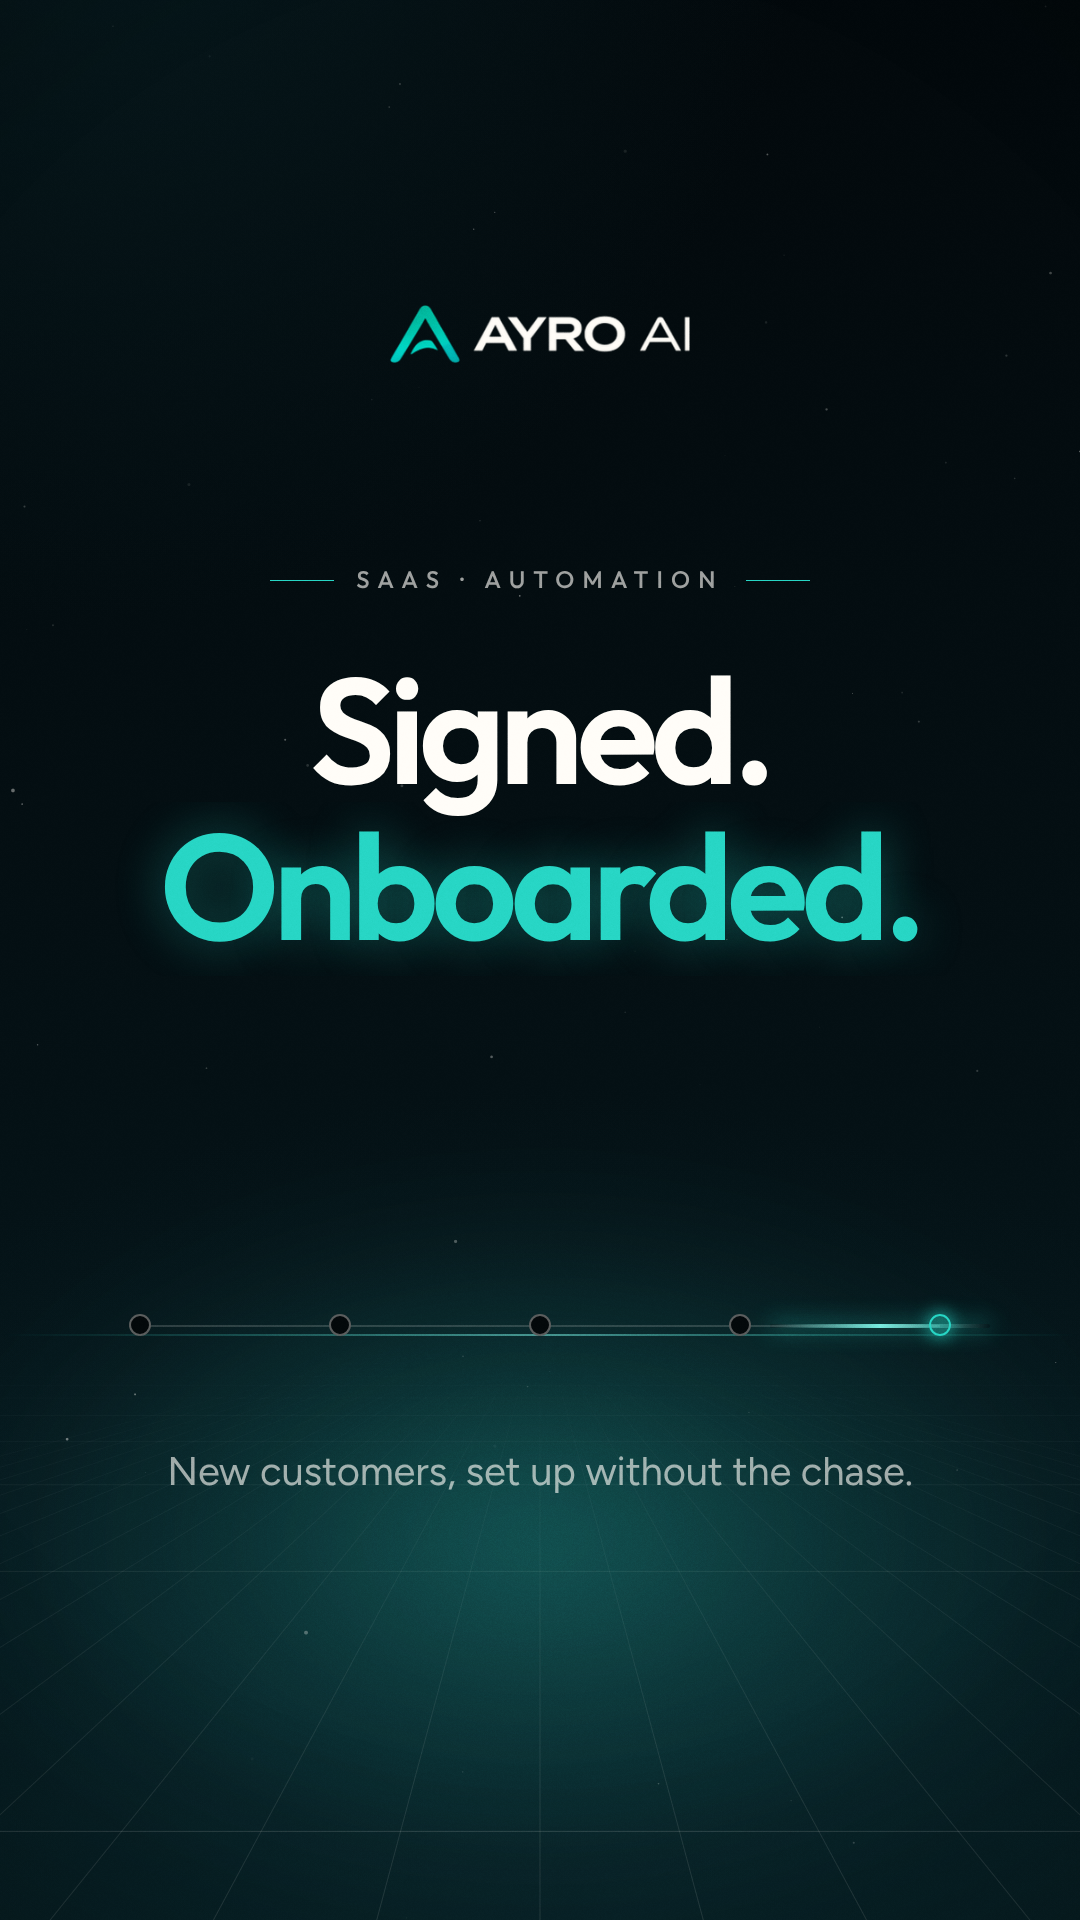 AYRO AI
SAAS · AUTOMATION
Signed.
Onboarded.
New customers, set up without the chase.